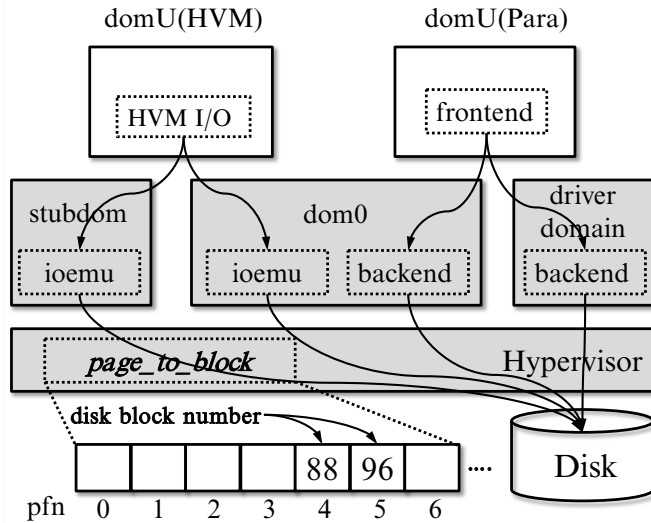 domU(HVM) domU(Para)
HVM I/O frontend
stubdom dom0 driver
domain
ioemu ioemu backend backend
page_to_block Hypervisor
disk block number
88 96 .... Disk
pfn 0 1 2 3 4 5 6